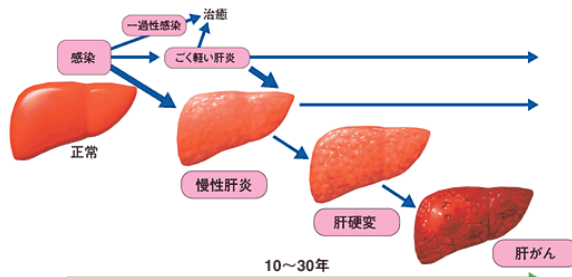 一過性感染
治癒
感染
ごく軽い肝炎
正常
慢性肝炎
肝硬変
肝がん
10～30年